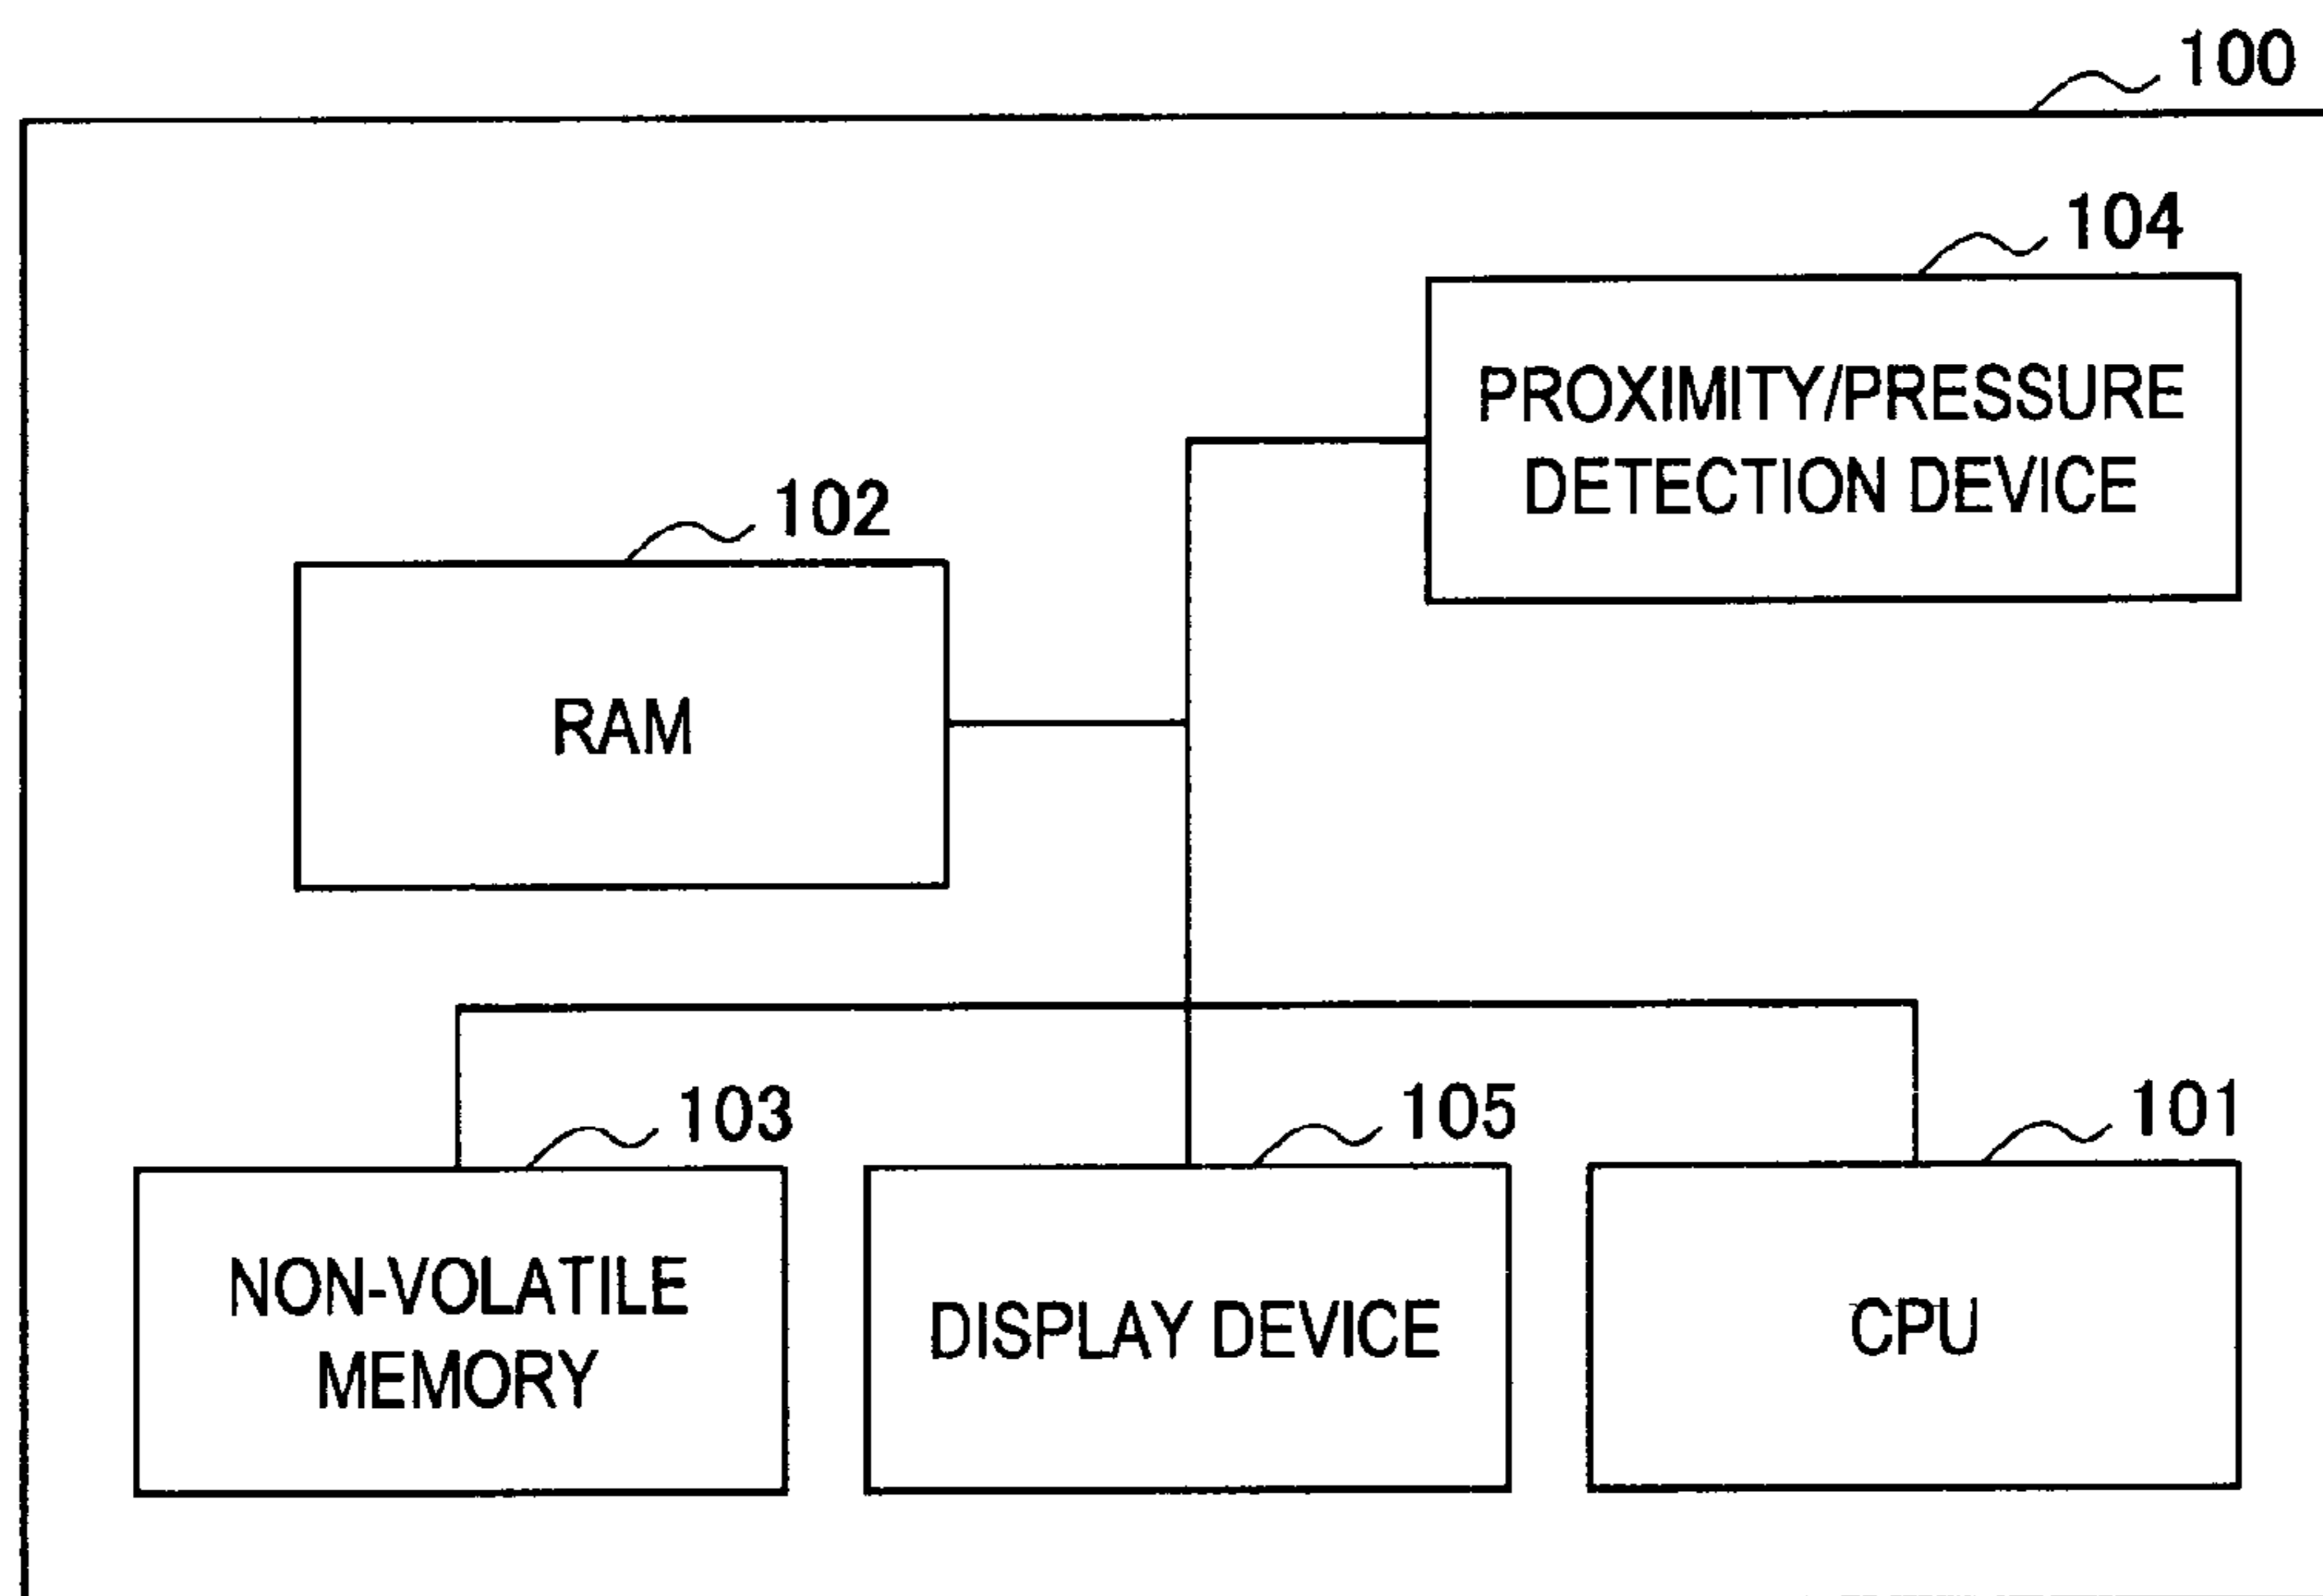 100
104
PROXIMITY/PRESSURE
DETECTION DEVICE
102
RAM
103
105
101
NON-VOLATILE
MEMORY
DISPLAY DEVICE
CPU